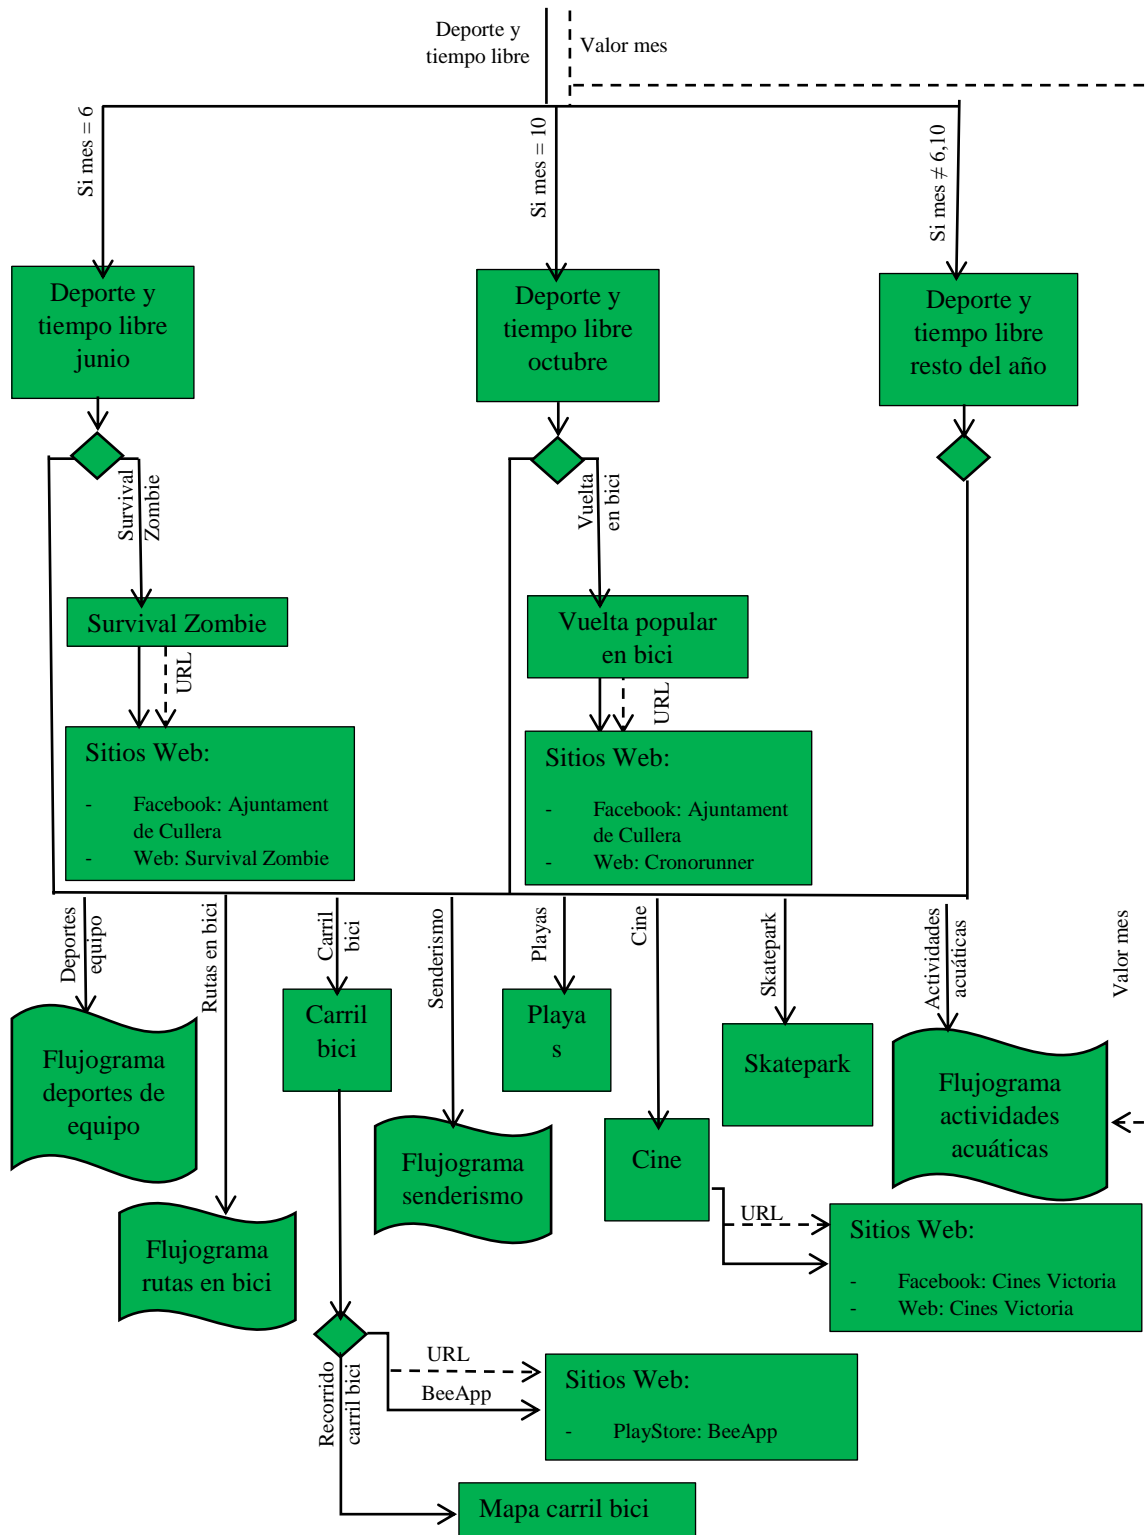 Deporte y
tiempo libre
Valor mes
Si mes = 6
Si mes = 10
Si mes ≠ 6,10
Deporte y
tiempo libre
junio
Deporte y
tiempo libre
octubre
Deporte y
tiempo libre
resto del año
Survival
Zombie
Vuelta
en bici
Survival Zombie
Vuelta popular
en bici
URL
URL
Sitios Web:
- Facebook: Ajuntament
de Cullera
- Web: Survival Zombie
Sitios Web:
- Facebook: Ajuntament
de Cullera
- Web: Cronorunner
Deportes
equipo
Rutas en bici
Carril
bici
Senderismo
Playas
Cine
Skatepark
Actividades
acuáticas
Valor mes
Flujograma
deportes de
equipo
Carril
bici
Playa
s
Skatepark
Flujograma
actividades
acuáticas
Flujograma
senderismo
Cine
Flujograma
rutas en bici
URL
Sitios Web:
- Facebook: Cines Victoria
- Web: Cines Victoria
Recorrido
carril bici
URL
BeeApp
Sitios Web:
- PlayStore: BeeApp
Mapa carril bici